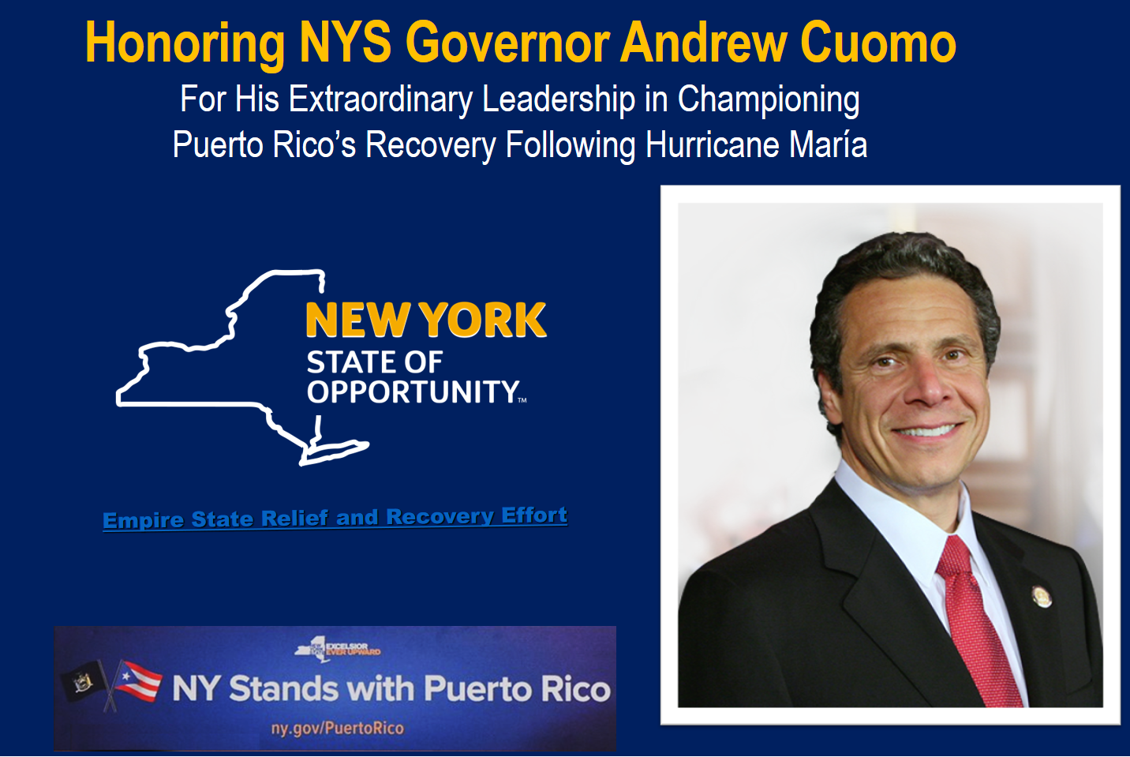 Honoring NYS Governor Andrew Cuomo
For His Extraordinary Leadership in Championing
Puerto Rico’s Recovery Following Hurricane María
NEW YORK
STATE OF
OPPORTUNITY™
Empire State Relief and Recovery Effort
EXCELSIOR
EVER UPWARD
NY Stands with Puerto Rico
ny.gov/PuertoRico